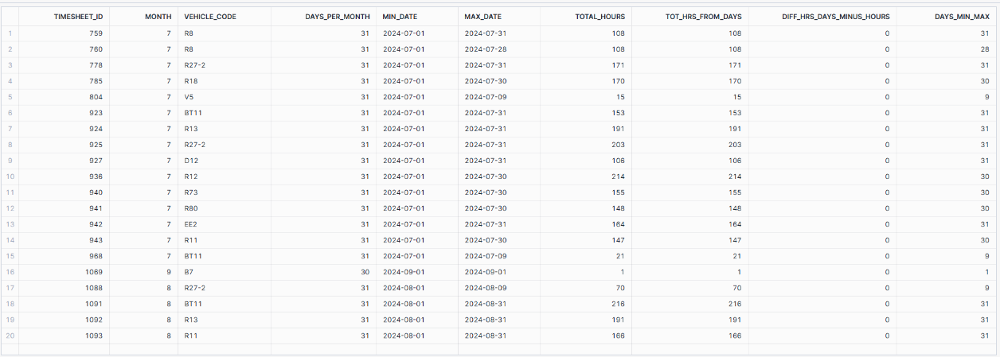 TIMESHEET_ID MONTH VEHICLE_CODE DAYS_PER_MONTH MIN_DATE MAX_DATE TOTAL_HOURS TOT_HRS_FROM_DAYS DIFF_HRS_DAYS_MINUS_HOURS DAYS_MIN_MAX
1 759 7 R8 31 2024-07-01 2024-07-31 108 108 0 31
2 760 7 R8 31 2024-07-01 2024-07-28 108 108 0 28
3 778 7 R27-2 31 2024-07-01 2024-07-31 171 171 0 31
4 785 7 R18 31 2024-07-01 2024-07-30 170 170 0 30
5 804 7 V5 31 2024-07-01 2024-07-09 15 15 0 9
6 923 7 BT11 31 2024-07-01 2024-07-31 153 153 0 31
7 924 7 R13 31 2024-07-01 2024-07-31 191 191 0 31
8 925 7 R27-2 31 2024-07-01 2024-07-31 203 203 0 31
9 927 7 D12 31 2024-07-01 2024-07-31 106 106 0 31
10 936 7 R12 31 2024-07-01 2024-07-30 214 214 0 30
11 940 7 R73 31 2024-07-01 2024-07-30 155 155 0 30
12 941 7 R80 31 2024-07-01 2024-07-30 148 148 0 30
13 942 7 EE2 31 2024-07-01 2024-07-31 164 164 0 31
14 943 7 R11 31 2024-07-01 2024-07-30 147 147 0 30
15 968 7 BT11 31 2024-07-01 2024-07-09 21 21 0 9
16 1069 9 B7 30 2024-09-01 2024-09-01 1 1 0 1
17 1088 8 R27-2 31 2024-08-01 2024-08-09 70 70 0 9
18 1091 8 BT11 31 2024-08-01 2024-08-31 216 216 0 31
19 1092 8 R13 31 2024-08-01 2024-08-31 191 191 0 31
20 1093 8 R11 31 2024-08-01 2024-08-31 166 166 0 31